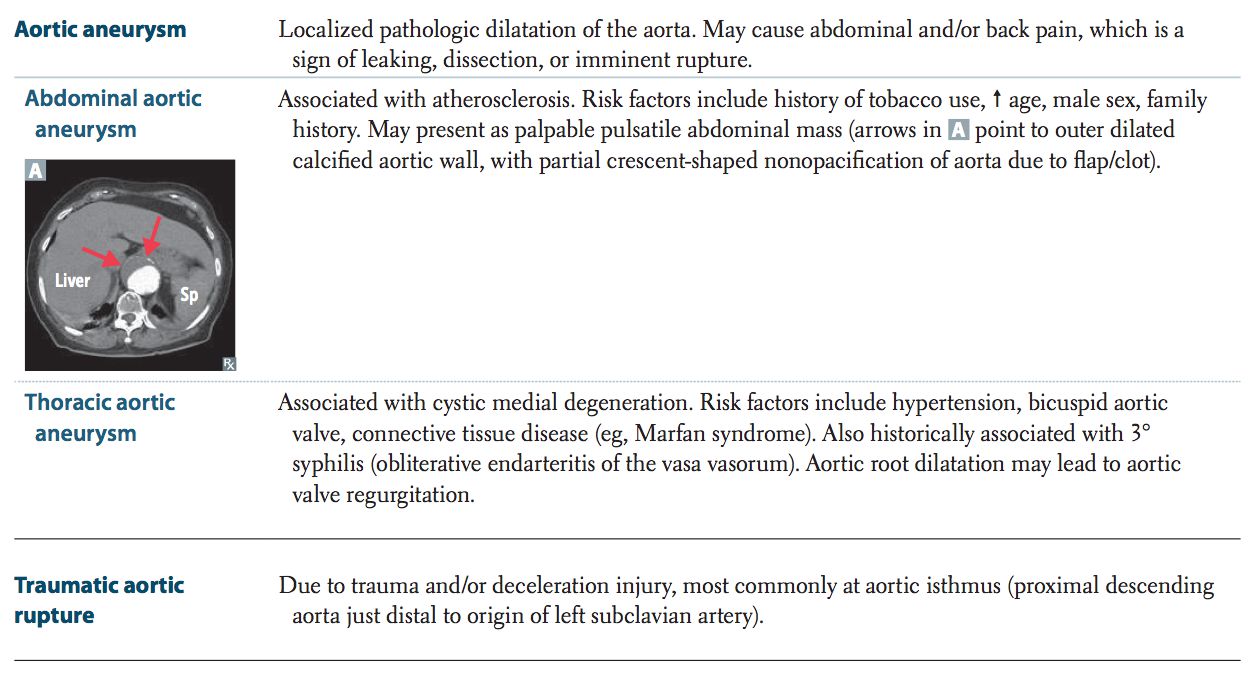 Aortic aneurysm
Localized pathologic dilatation of the aorta. May cause abdominal and/or back pain, which is a
sign of leaking, dissection, or imminent rupture.
Abdominal aortic
aneurysm
Associated with atherosclerosis. Risk factors include history of tobacco use, ↑ age, male sex, family
history. May present as palpable pulsatile abdominal mass (arrows in A point to outer dilated
calcified aortic wall, with partial crescent-shaped nonopacification of aorta due to flap/clot).
A
Liver
Sp
Rx
Thoracic aortic
aneurysm
Associated with cystic medial degeneration. Risk factors include hypertension, bicuspid aortic
valve, connective tissue disease (eg, Marfan syndrome). Also historically associated with 3°
syphilis (obliterative endarteritis of the vasa vasorum). Aortic root dilatation may lead to aortic
valve regurgitation.
Traumatic aortic
rupture
Due to trauma and/or deceleration injury, most commonly at aortic isthmus (proximal descending
aorta just distal to origin of left subclavian artery).